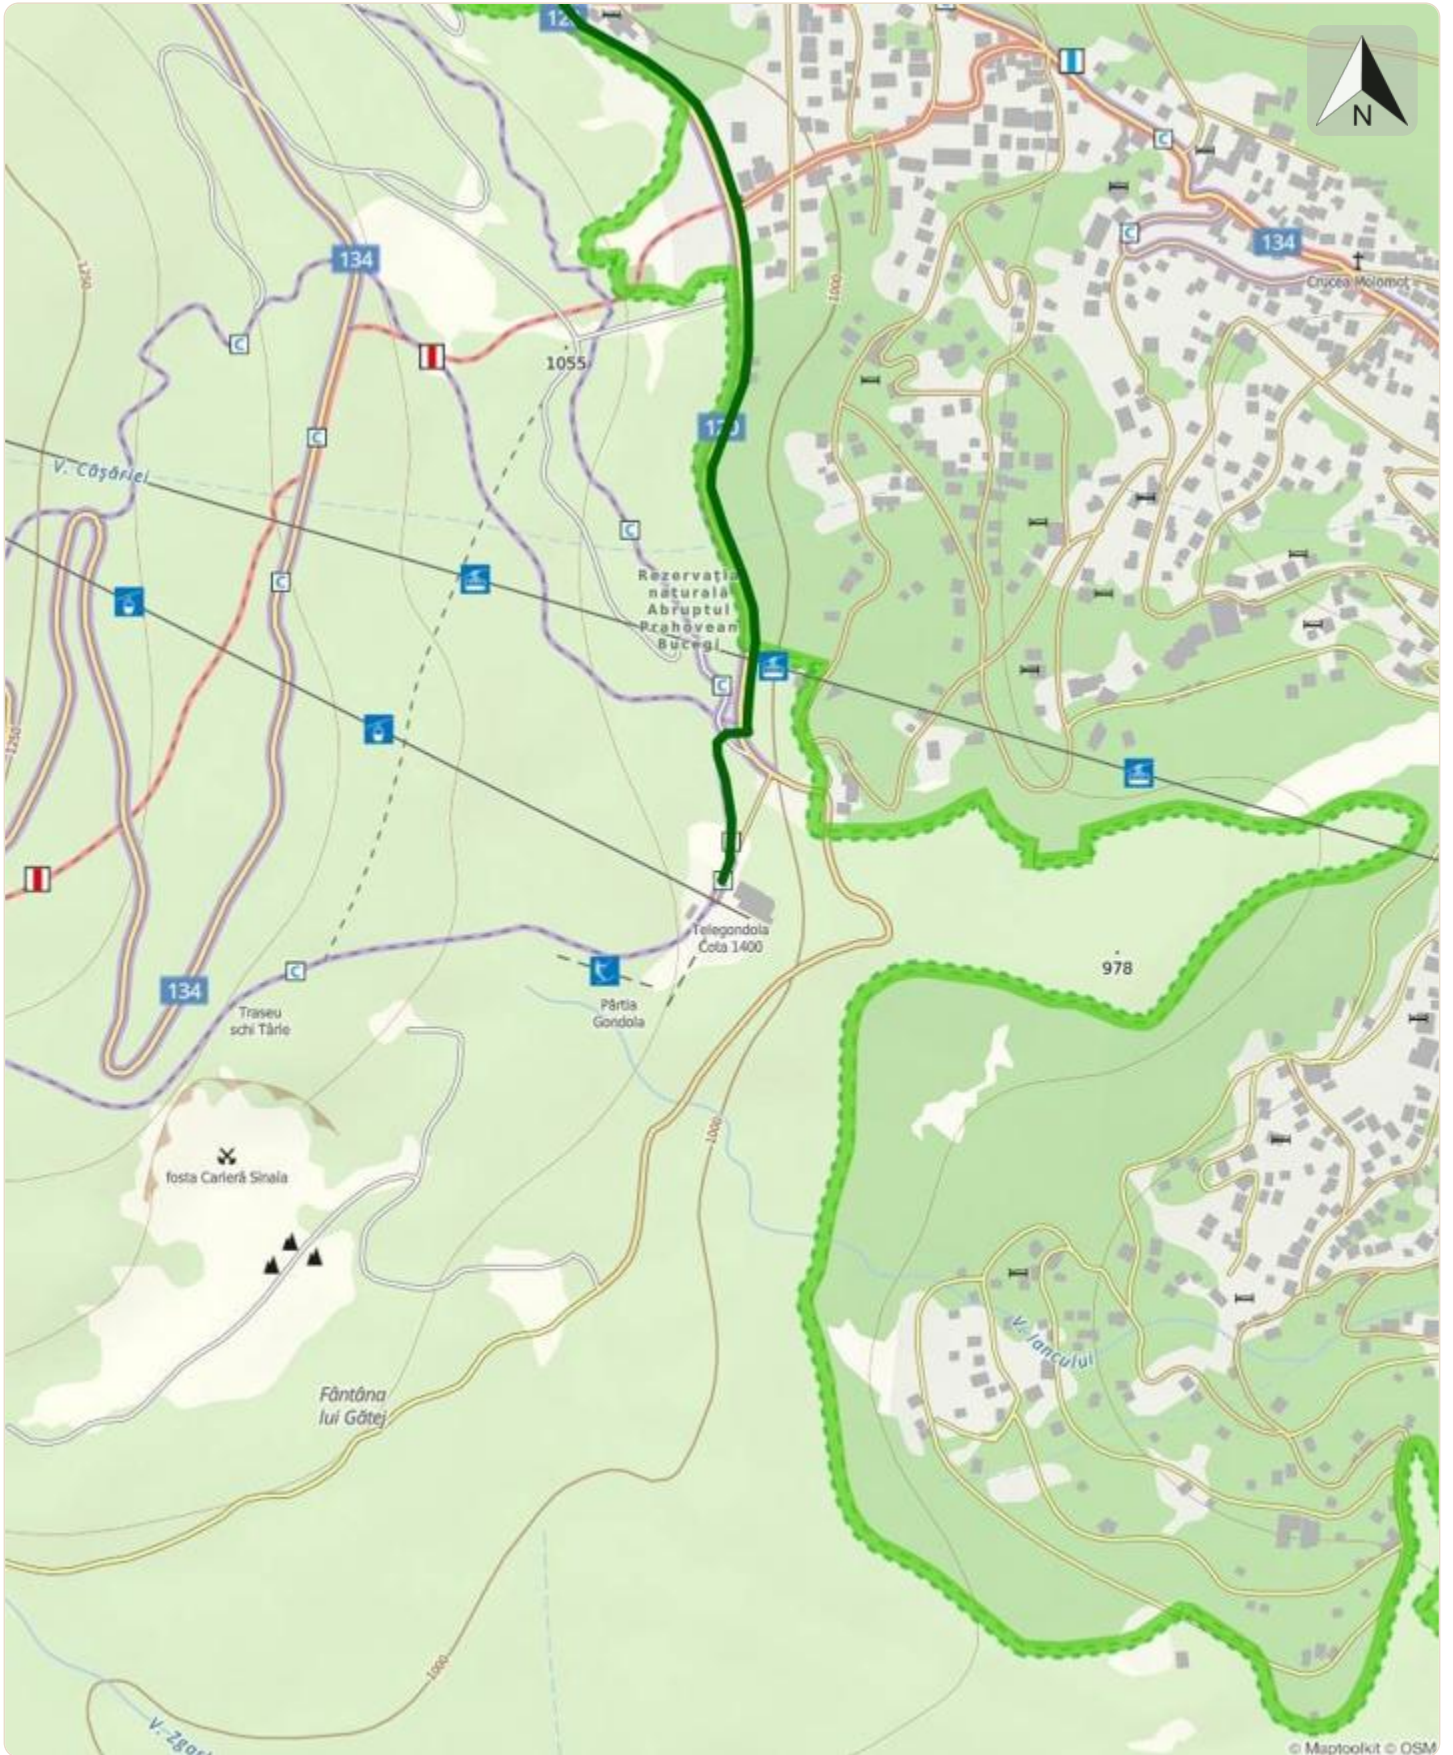 N
134
Crucea Molomoț
1250
134
1000
C
C
C
C
1055
C
V. Cășăriei
C
C
Rezervația
naturală
Abruptul
Prahovean
Bucegi
C
C
1250
Telegondola
Cota 1400
978
C
134
Traseu
schi Târle
Pârtia
Gondola
1000
fosta Carieră Sinaia
V. Iancului
Fântâna
lui Gâtej
1000
© Maptoolkit © OSM